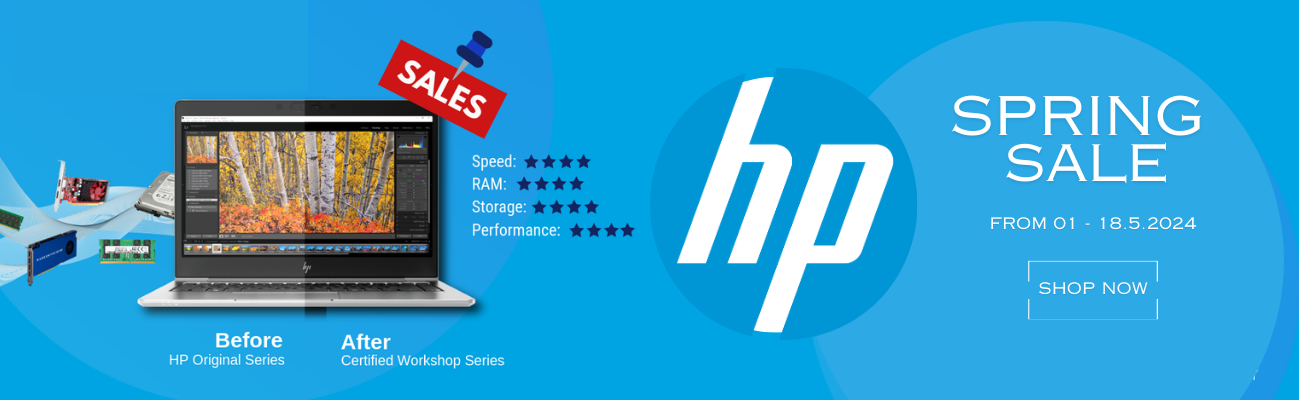 SALES
Speed:
RAM:
Storage:
Performance:
hp
Before
HP Original Series
After
Certified Workshop Series
hp
SPRING
SALE
FROM 01 - 18.5.2024
SHOP NOW